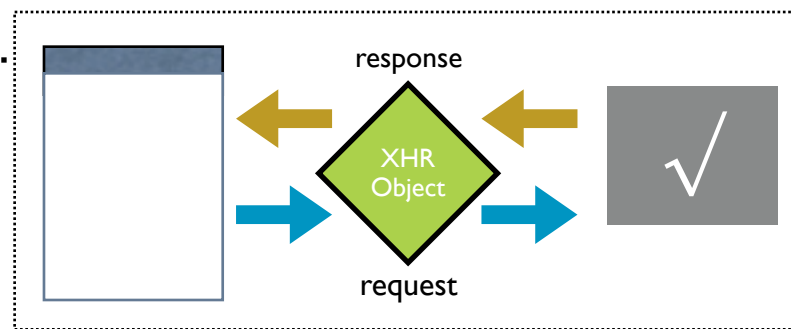 response
XHR
Object
√
request